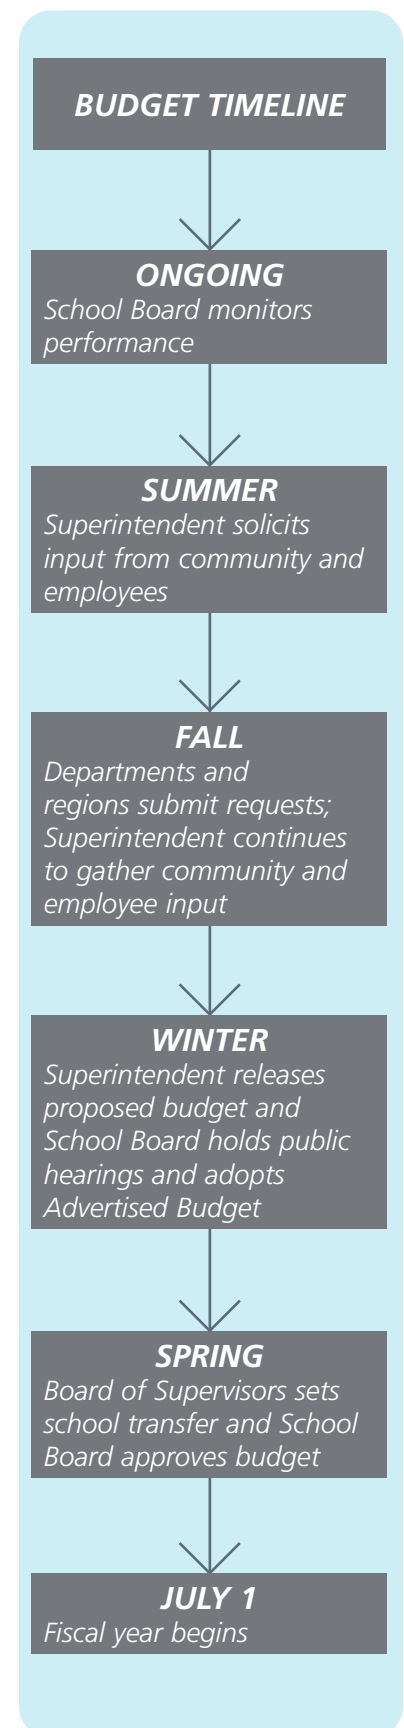 BUDGET TIMELINE
ONGOING
School Board monitors
performance
SUMMER
Superintendent solicits
input from community and
employees
FALL
Departments and
regions submit requests;
Superintendent continues
to gather community and
employee input
WINTER
Superintendent releases
proposed budget and
School Board holds public
hearings and adopts
Advertised Budget
SPRING
Board of Supervisors sets
school transfer and School
Board approves budget
JULY 1
Fiscal year begins